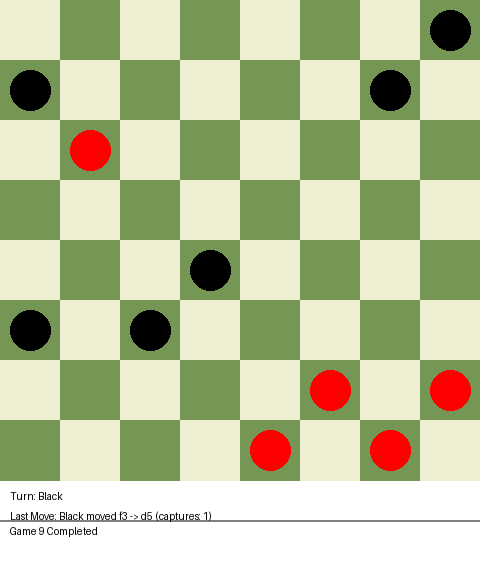 Turn: Black
Last Move: Black moved f3 -> d5 (captures: 1)
Game 9 Completed